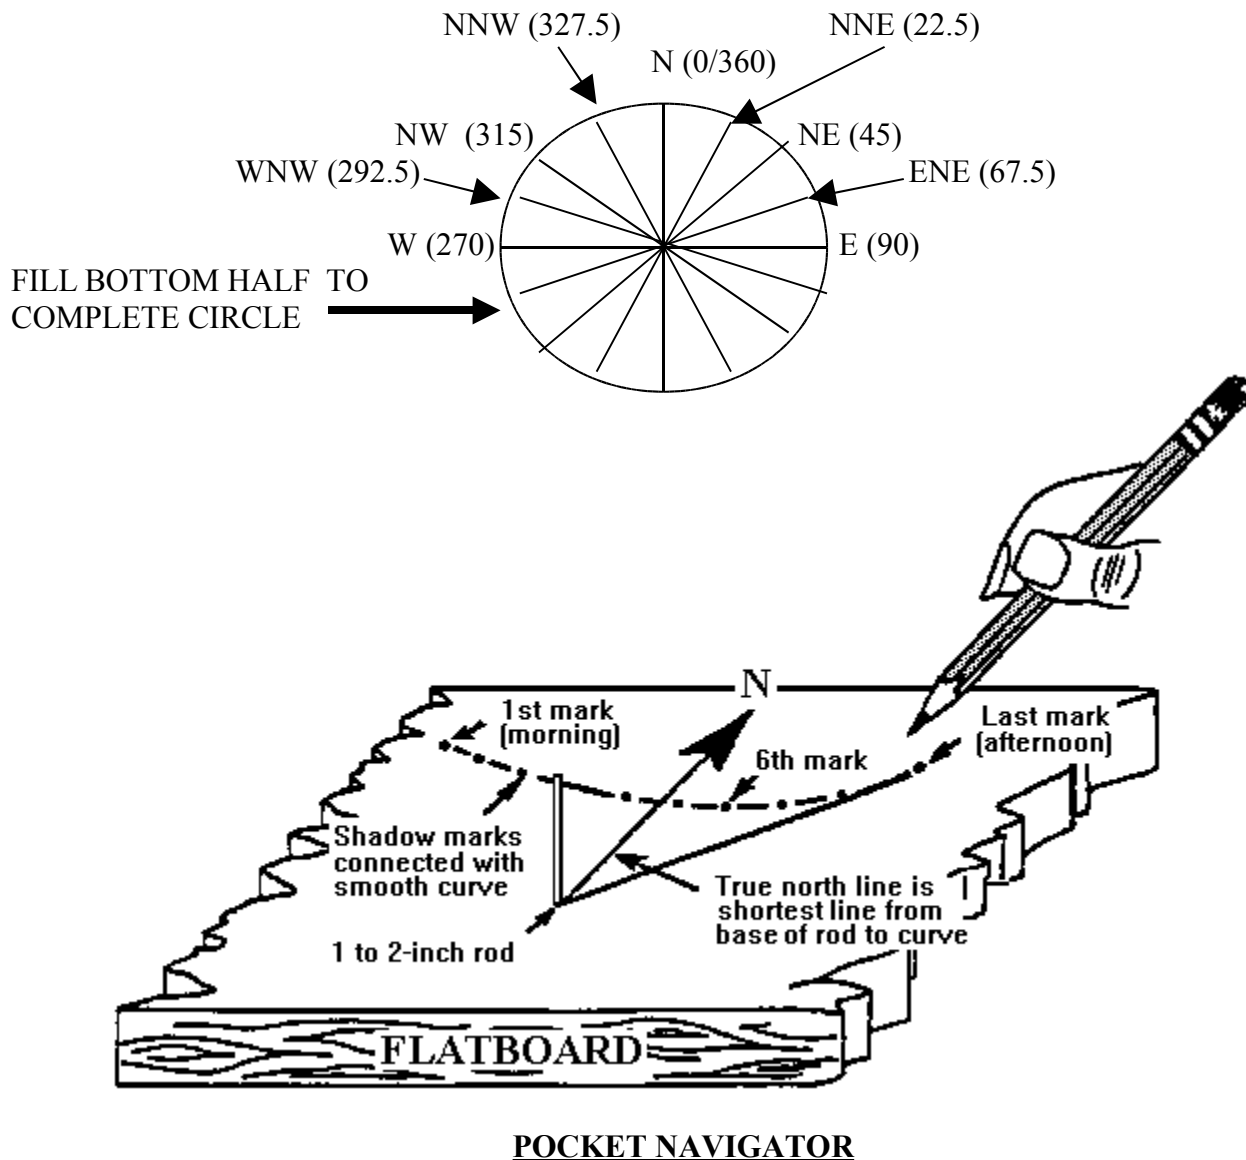 NNW (327.5)
NNE (22.5)
N (0/360)
NW  (315)
NE (45)
WNW (292.5)
ENE (67.5)
W (270)
E (90)
FILL BOTTOM HALF  TO
COMPLETE CIRCLE
N
1st mark
(morning)
Last mark
(afternoon)
6th mark
Shadow marks
connected with
smooth curve
True north line is
shortest line from
base of rod to curve
1 to 2-inch rod
FLATBOARD
POCKET NAVIGATOR